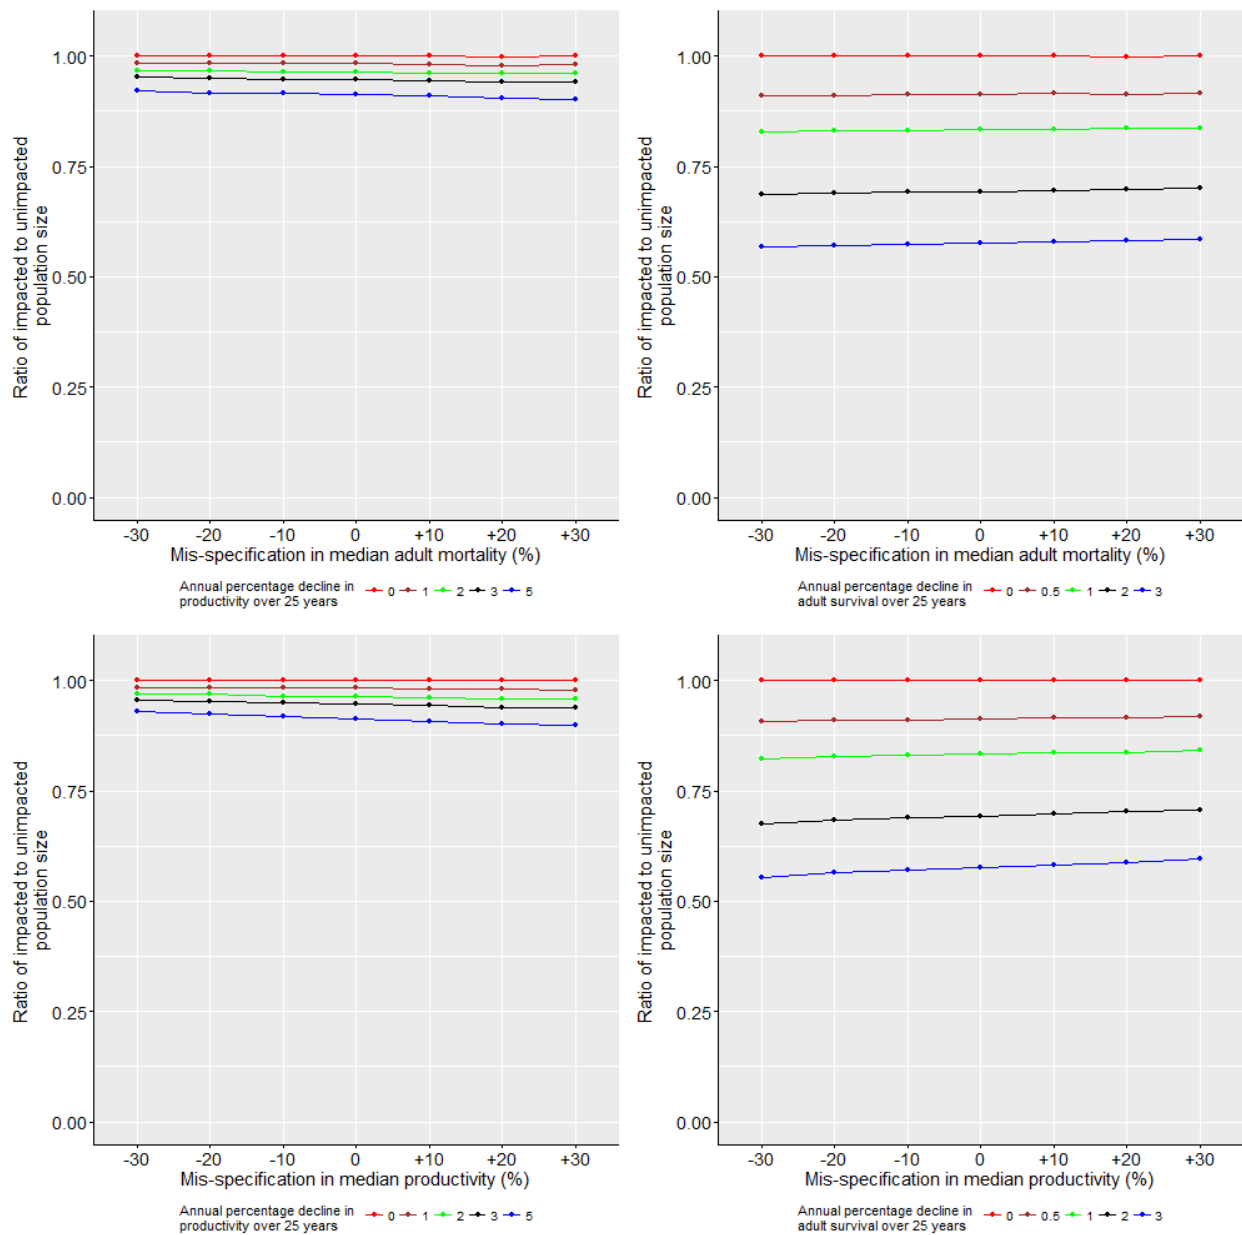 Ratio of impacted to unimpacted
population size
1.00
0.75
0.50
0.25
0.00
-30 -20 -10 0 +10 +20 +30
Mis-specification in median adult mortality (%)
Annual percentage decline in
productivity over 25 years 0 1 2 3 5
Ratio of impacted to unimpacted
population size
1.00
0.75
0.50
0.25
0.00
-30 -20 -10 0 +10 +20 +30
Mis-specification in median adult mortality (%)
Annual percentage decline in
adult survival over 25 years 0 0.5 1 2 3
Ratio of impacted to unimpacted
population size
1.00
0.75
0.50
0.25
0.00
-30 -20 -10 0 +10 +20 +30
Mis-specification in median productivity (%)
Annual percentage decline in
productivity over 25 years 0 1 2 3 5
Ratio of impacted to unimpacted
population size
1.00
0.75
0.50
0.25
0.00
-30 -20 -10 0 +10 +20 +30
Mis-specification in median productivity (%)
Annual percentage decline in
adult survival over 25 years 0 0.5 1 2 3